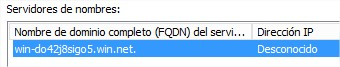 Servidores de nombres:
Nombre de dominio completo (FQDN) del servi... Dirección IP
win-do42j8sigo5.win.net. Desconocido